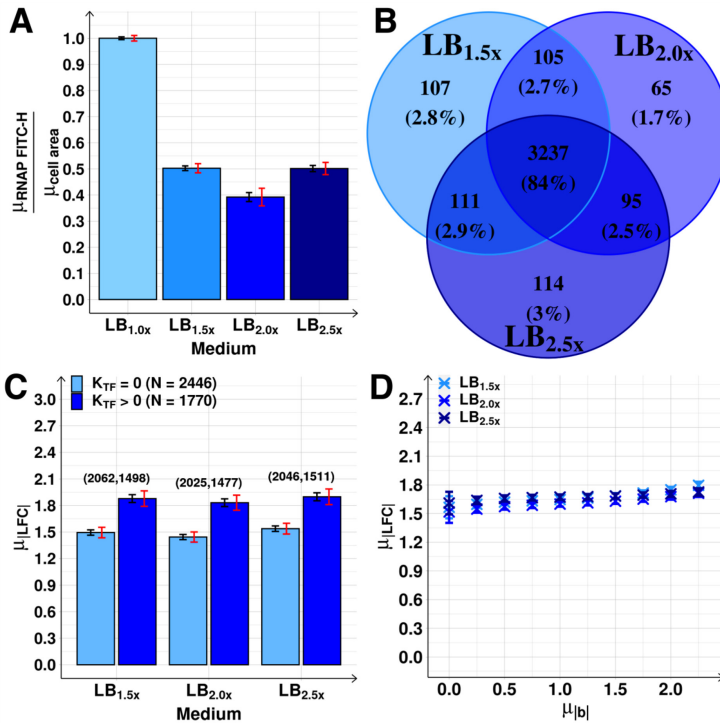 A
μRNAP FITC-H
μcell area
1.0
0.9
0.8
0.7
0.6
0.5
0.4
0.3
0.2
0.1
0.0
LB1.0x LB1.5x LB2.0x LB2.5x
Medium
B
LB1.5x
LB2.0x
105
(2.7%)
107
(2.8%)
65
(1.7%)
3237
(84%)
111
(2.9%)
95
(2.5%)
114
(3%)
LB2.5x
C
KTF = 0 (N = 2446)
KTF > 0 (N = 1770)
μ|LFC|
3.0
2.7
2.4
2.1
1.8
1.5
1.2
0.9
0.6
0.3
0.0
(2062,1498) (2025,1477) (2046,1511)
LB1.5x LB2.0x LB2.5x
Medium
D
LB1.5x
LB2.0x
LB2.5x
μ|LFC|
2.7
2.4
2.1
1.8
1.5
1.2
0.9
0.6
0.3
0.0
0.0 0.5 1.0 1.5 2.0
μ|b|